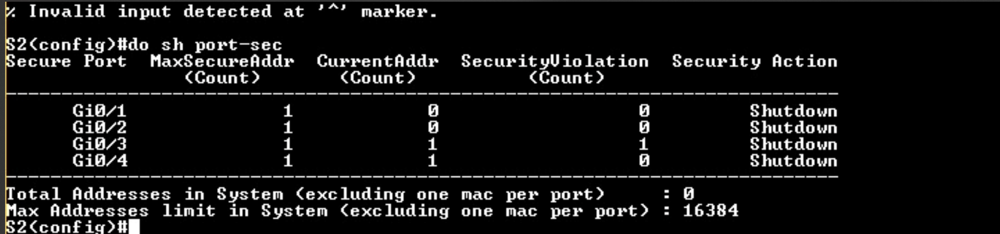 % Invalid input detected at '^' marker.
S2(config)#do sh port-sec
Secure Port  MaxSecureAddr  CurrentAddr  SecurityViolation  Security Action
                (Count)       (Count)          (Count)
---------------------------------------------------------------------------
      Gi0/1              1            0                  0         Shutdown
      Gi0/2              1            0                  0         Shutdown
      Gi0/3              1            1                  1         Shutdown
      Gi0/4              1            1                  0         Shutdown
---------------------------------------------------------------------------
Total Addresses in System (excluding one mac per port)     : 0
Max Addresses limit in System (excluding one mac per port) : 16384
S2(config)#